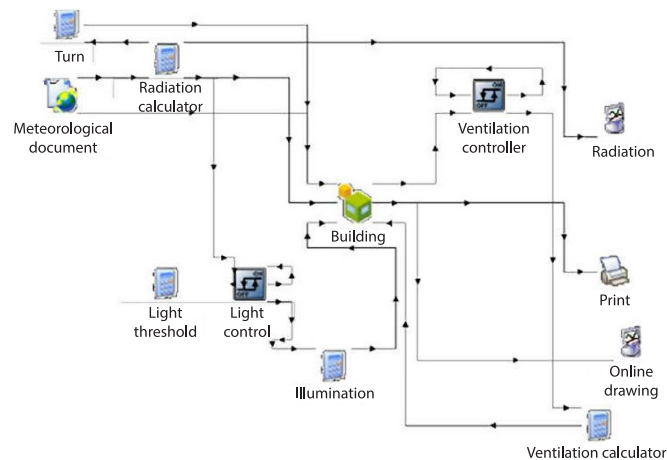 Turn
Radiation
calculator
Meteorological
document
Ventilation
controller
Radiation
Building
Light
threshold
Light
control
Print
Illumination
Online
drawing
Ventilation calculator